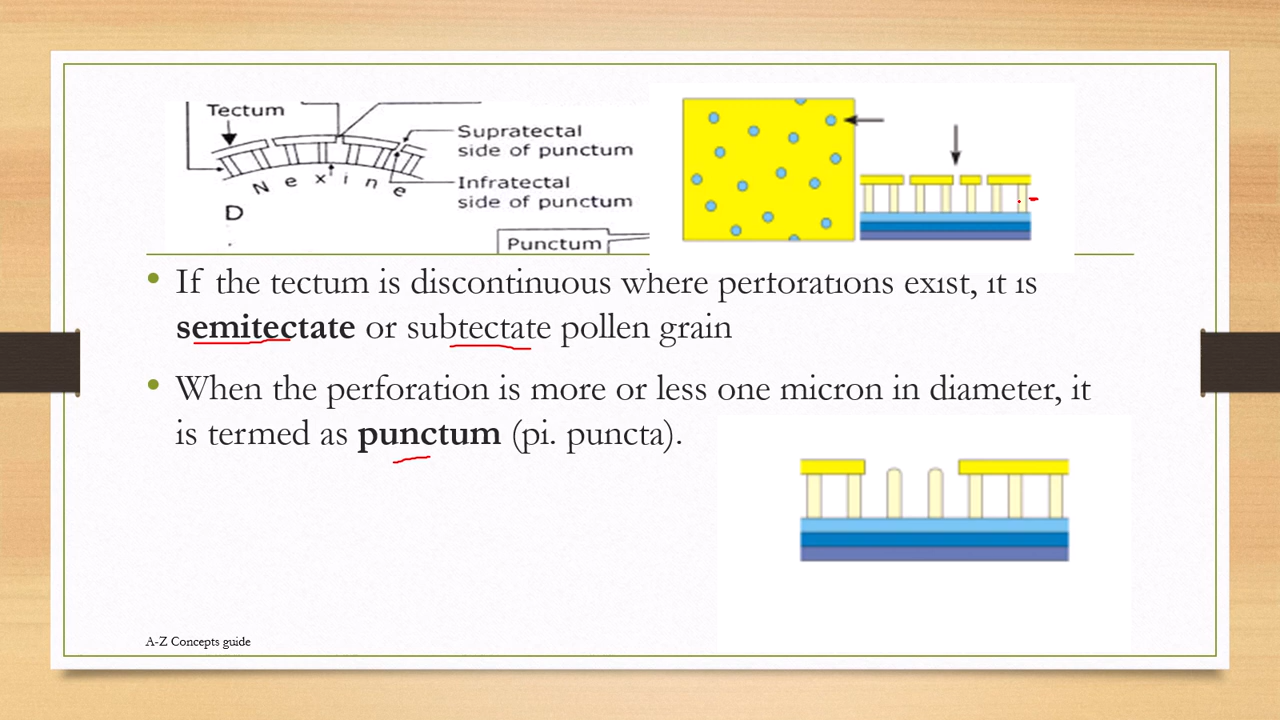 Tectum
Supratectal
side of punctum
Infratectal
side of punctum
Nexine
D
Punctum
• If the tectum is discontinuous where perforations exist, it is
semitectate or subtectate pollen grain
• When the perforation is more or less one micron in diameter, it
is termed as punctum (pi. puncta).
A-Z Concepts guide